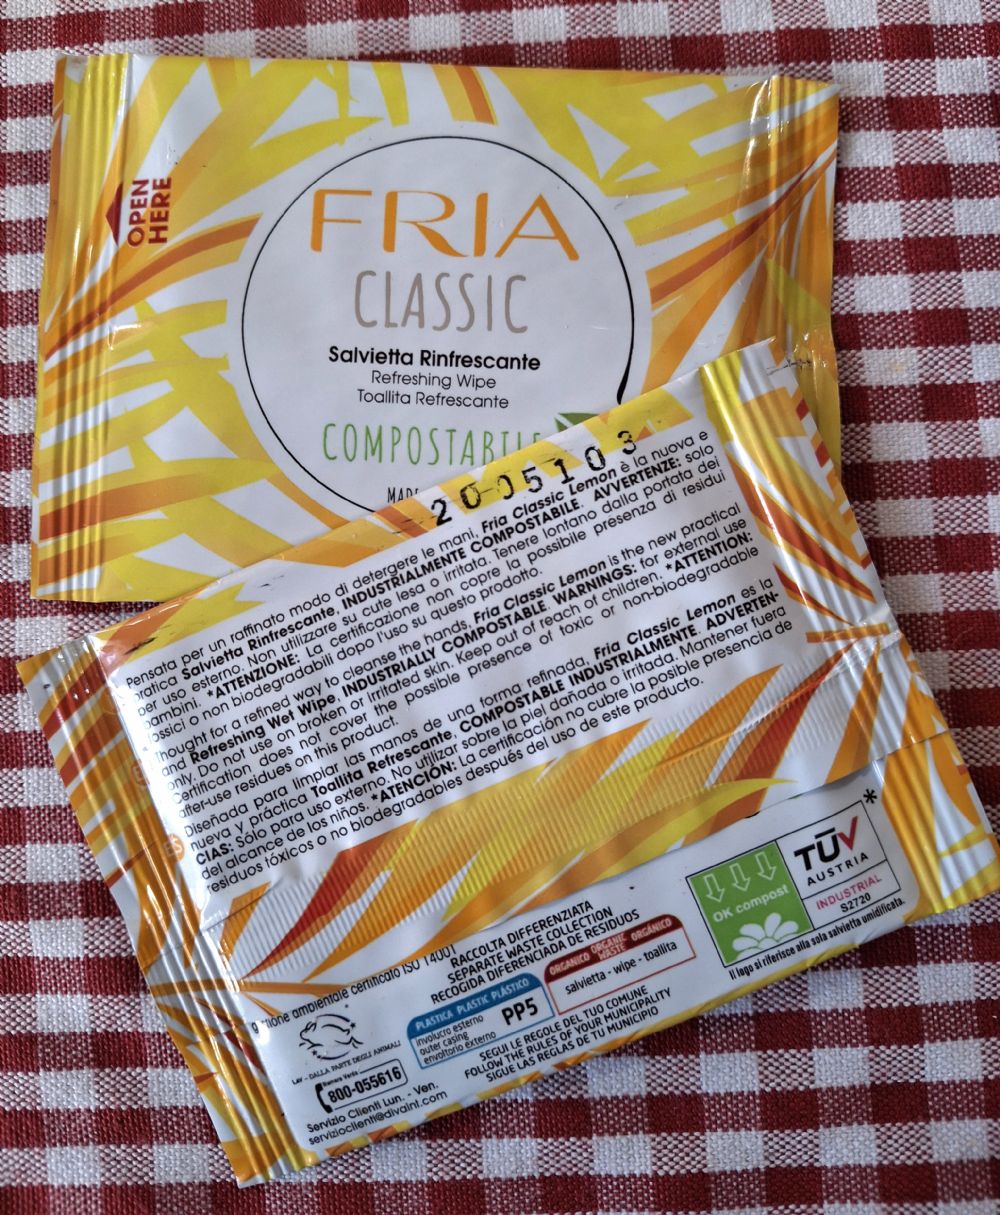 OPEN
HERE
FRIA
CLASSIC
Salvietta Rinfrescante
Refreshing Wipe
Toallita Refrescante
COMPOSTABILE
2005103
Pensata per un raffinato modo di detergere le mani, Fria Classic Lemon è la nuova e
pratica Salvietta Rinfrescante, INDUSTRIALMENTE COMPOSTABILE. AVVERTENZE: solo
per uso esterno. Non utilizzare su cute lesa o irritata. Tenere lontano dalla portata dei
bambini. *ATTENZIONE: La certificazione non copre la possibile presenza di residui
tossici o non biodegradabili dopo l'uso su questo prodotto.
Thought for a refined way to cleanse the hands, Fria Classic Lemon is the new practical
and Refreshing Wet Wipe, INDUSTRIALLY COMPOSTABLE. WARNINGS: for external use
only. Do not use on broken or irritated skin. Keep out of reach of children. *ATTENTION:
Certification does not cover the possible presence of toxic or non-biodegradable
after-use residues on this product.
ES
Diseñada para limpiar las manos de una forma refinada, Fria Classic Lemon es la
nueva y práctica Toallita Refrescante, COMPOSTABLE INDUSTRIALMENTE. ADVERTEN-
CIAS: Sólo para uso externo. No utilizar sobre la piel dañada o irritada. Mantener fuera
del alcance de los niños. *ATENCIÓN: La certificación no cubre la posible presencia de
residuos tóxicos o no biodegradables después del uso de este producto.
ambientale certificato ISO 14001
LAV - DALLA PARTE DEGLI ANIMALI
Numero Verde
800-055616
Servizio Clienti Lun. - Ven.
servizioclienti@divaint.com
RACCOLTA DIFFERENZIATA
SEPARATE WASTE COLLECTION
RECOGIDA DIFERENCIADA DE RESIDUOS
PLASTICA PLASTIC PLÁSTICO
involucro esterno
outer casing
envoltorio externo
PP5
ORGANICO ORGANIC WASTE ORGÁNICO
salvietta - wipe - toallita
SEGUI LE REGOLE DEL TUO COMUNE
FOLLOW THE RULES OF YOUR MUNICIPALITY
SIGUE LAS REGLAS DE TU MUNICIPIO
OK compost
TÜV
AUSTRIA
INDUSTRIAL
S2720
*
Il logo si riferisce alla sola salvietta umidificata.